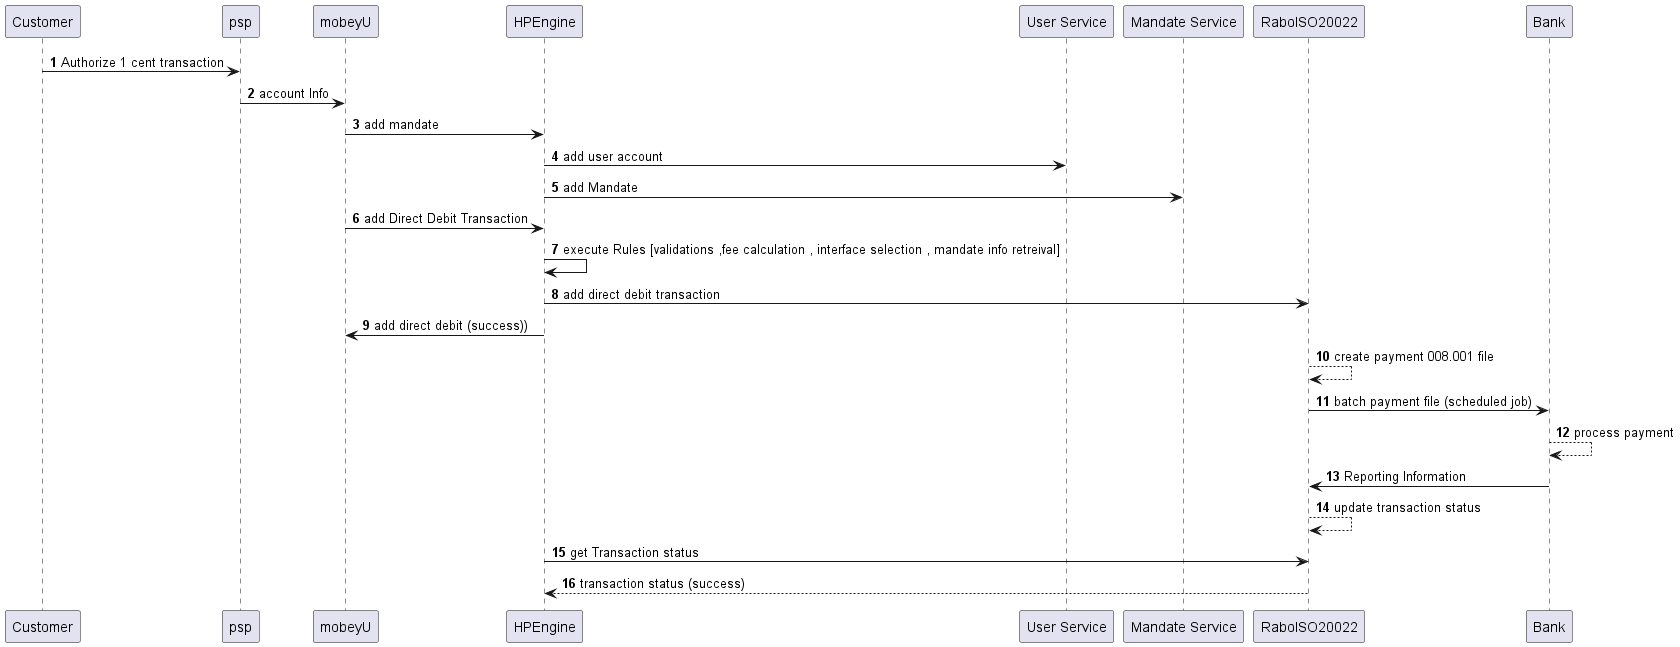 Customer psp mobeyU HPEngine User Service Mandate Service RaboISO20022 Bank
1 Authorize 1 cent transaction
2 account Info
3 add mandate
4 add user account
5 add Mandate
6 add Direct Debit Transaction
7 execute Rules [validations ,fee calculation , interface selection , mandate info retreival]
8 add direct debit transaction
9 add direct debit (success))
10 create payment 008.001 file
11 batch payment file (scheduled job)
12 process payment
13 Reporting Information
14 update transaction status
15 get Transaction status
16 transaction status (success)
Customer psp mobeyU HPEngine User Service Mandate Service RaboISO20022 Bank